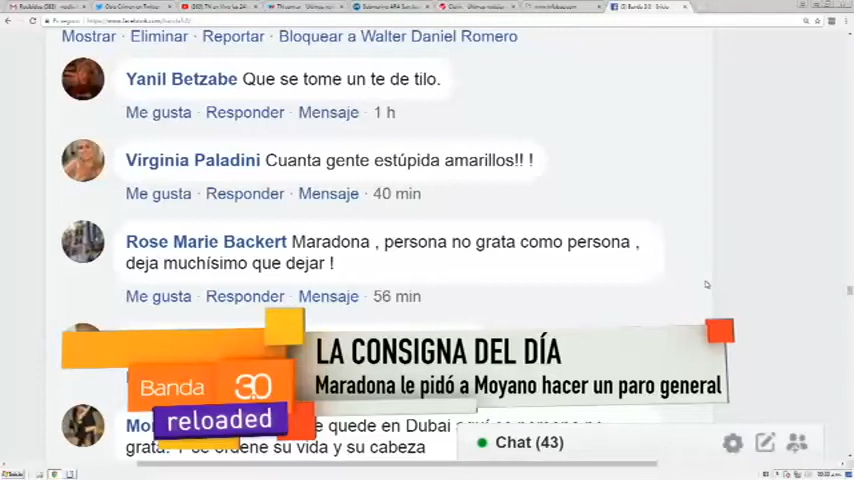 Mostrar · Eliminar · Reportar · Bloquear a Walter Daniel Romero
Yanil Betzabe Que se tome un te de tilo.
Me gusta · Responder · Mensaje · 1 h
Virginia Paladini Cuanta gente estúpida amarillos!! !
Me gusta · Responder · Mensaje · 40 min
Rose Marie Backert Maradona , persona no grata como persona ,
deja muchísimo que dejar !
Me gusta · Responder · Mensaje · 56 min
LA CONSIGNA DEL DÍA
Maradona le pidó a Moyano hacer un paro general
Banda 3.0
reloaded
quede en Dubai
grata.
ordene su vida y su cabeza
Chat (43)